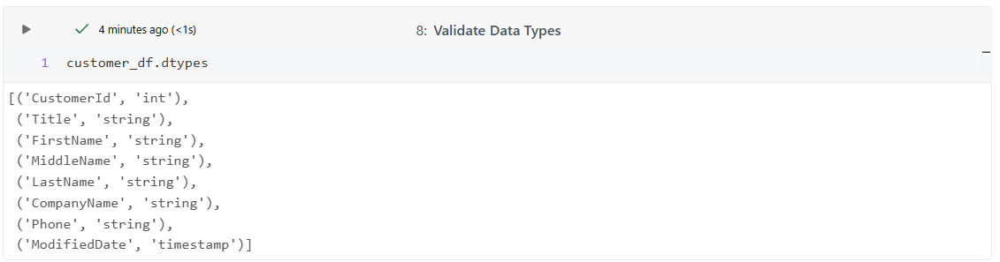 4 minutes ago (<1s)
8: Validate Data Types
1 customer_df.dtypes
[('CustomerId', 'int'),
('Title', 'string'),
('FirstName', 'string'),
('MiddleName', 'string'),
('LastName', 'string'),
('CompanyName', 'string'),
('Phone', 'string'),
('ModifiedDate', 'timestamp')]